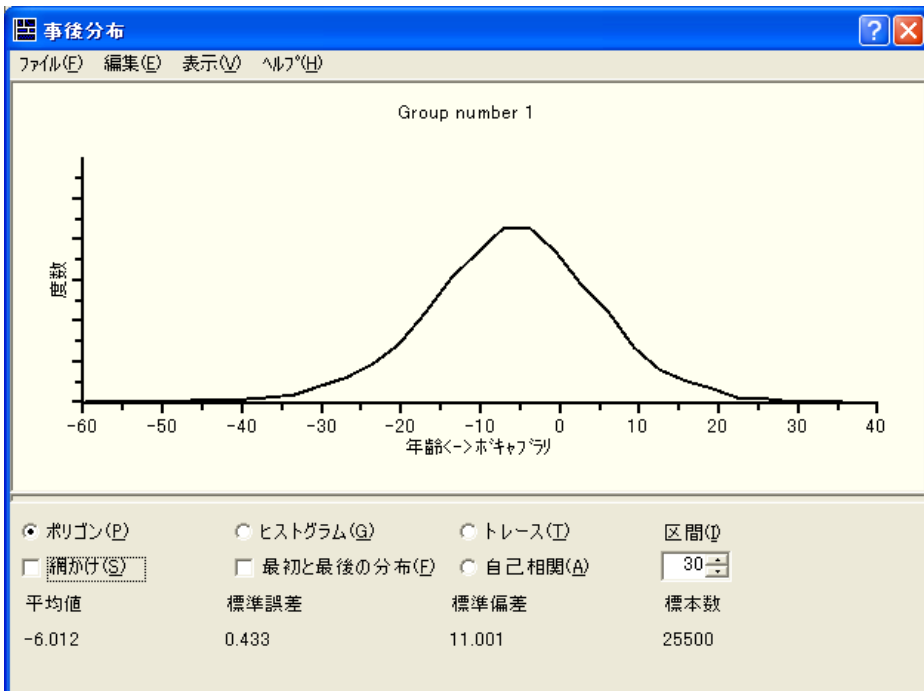 事後分布
ファイル(F) 編集(E) 表示(V) ヘルプ(H)
Group number 1
度数
-60 -50 -40 -30 -20 -10 0 10 20 30 40
年齢<->ボキャブラリ
ポリゴン(P) ヒストグラム(G) トレース(T) 区間(I)
網かけ(S) 最初と最後の分布(F) 自己相関(A) 30
平均値 標準誤差 標準偏差 標本数
-6.012 0.433 11.001 25500